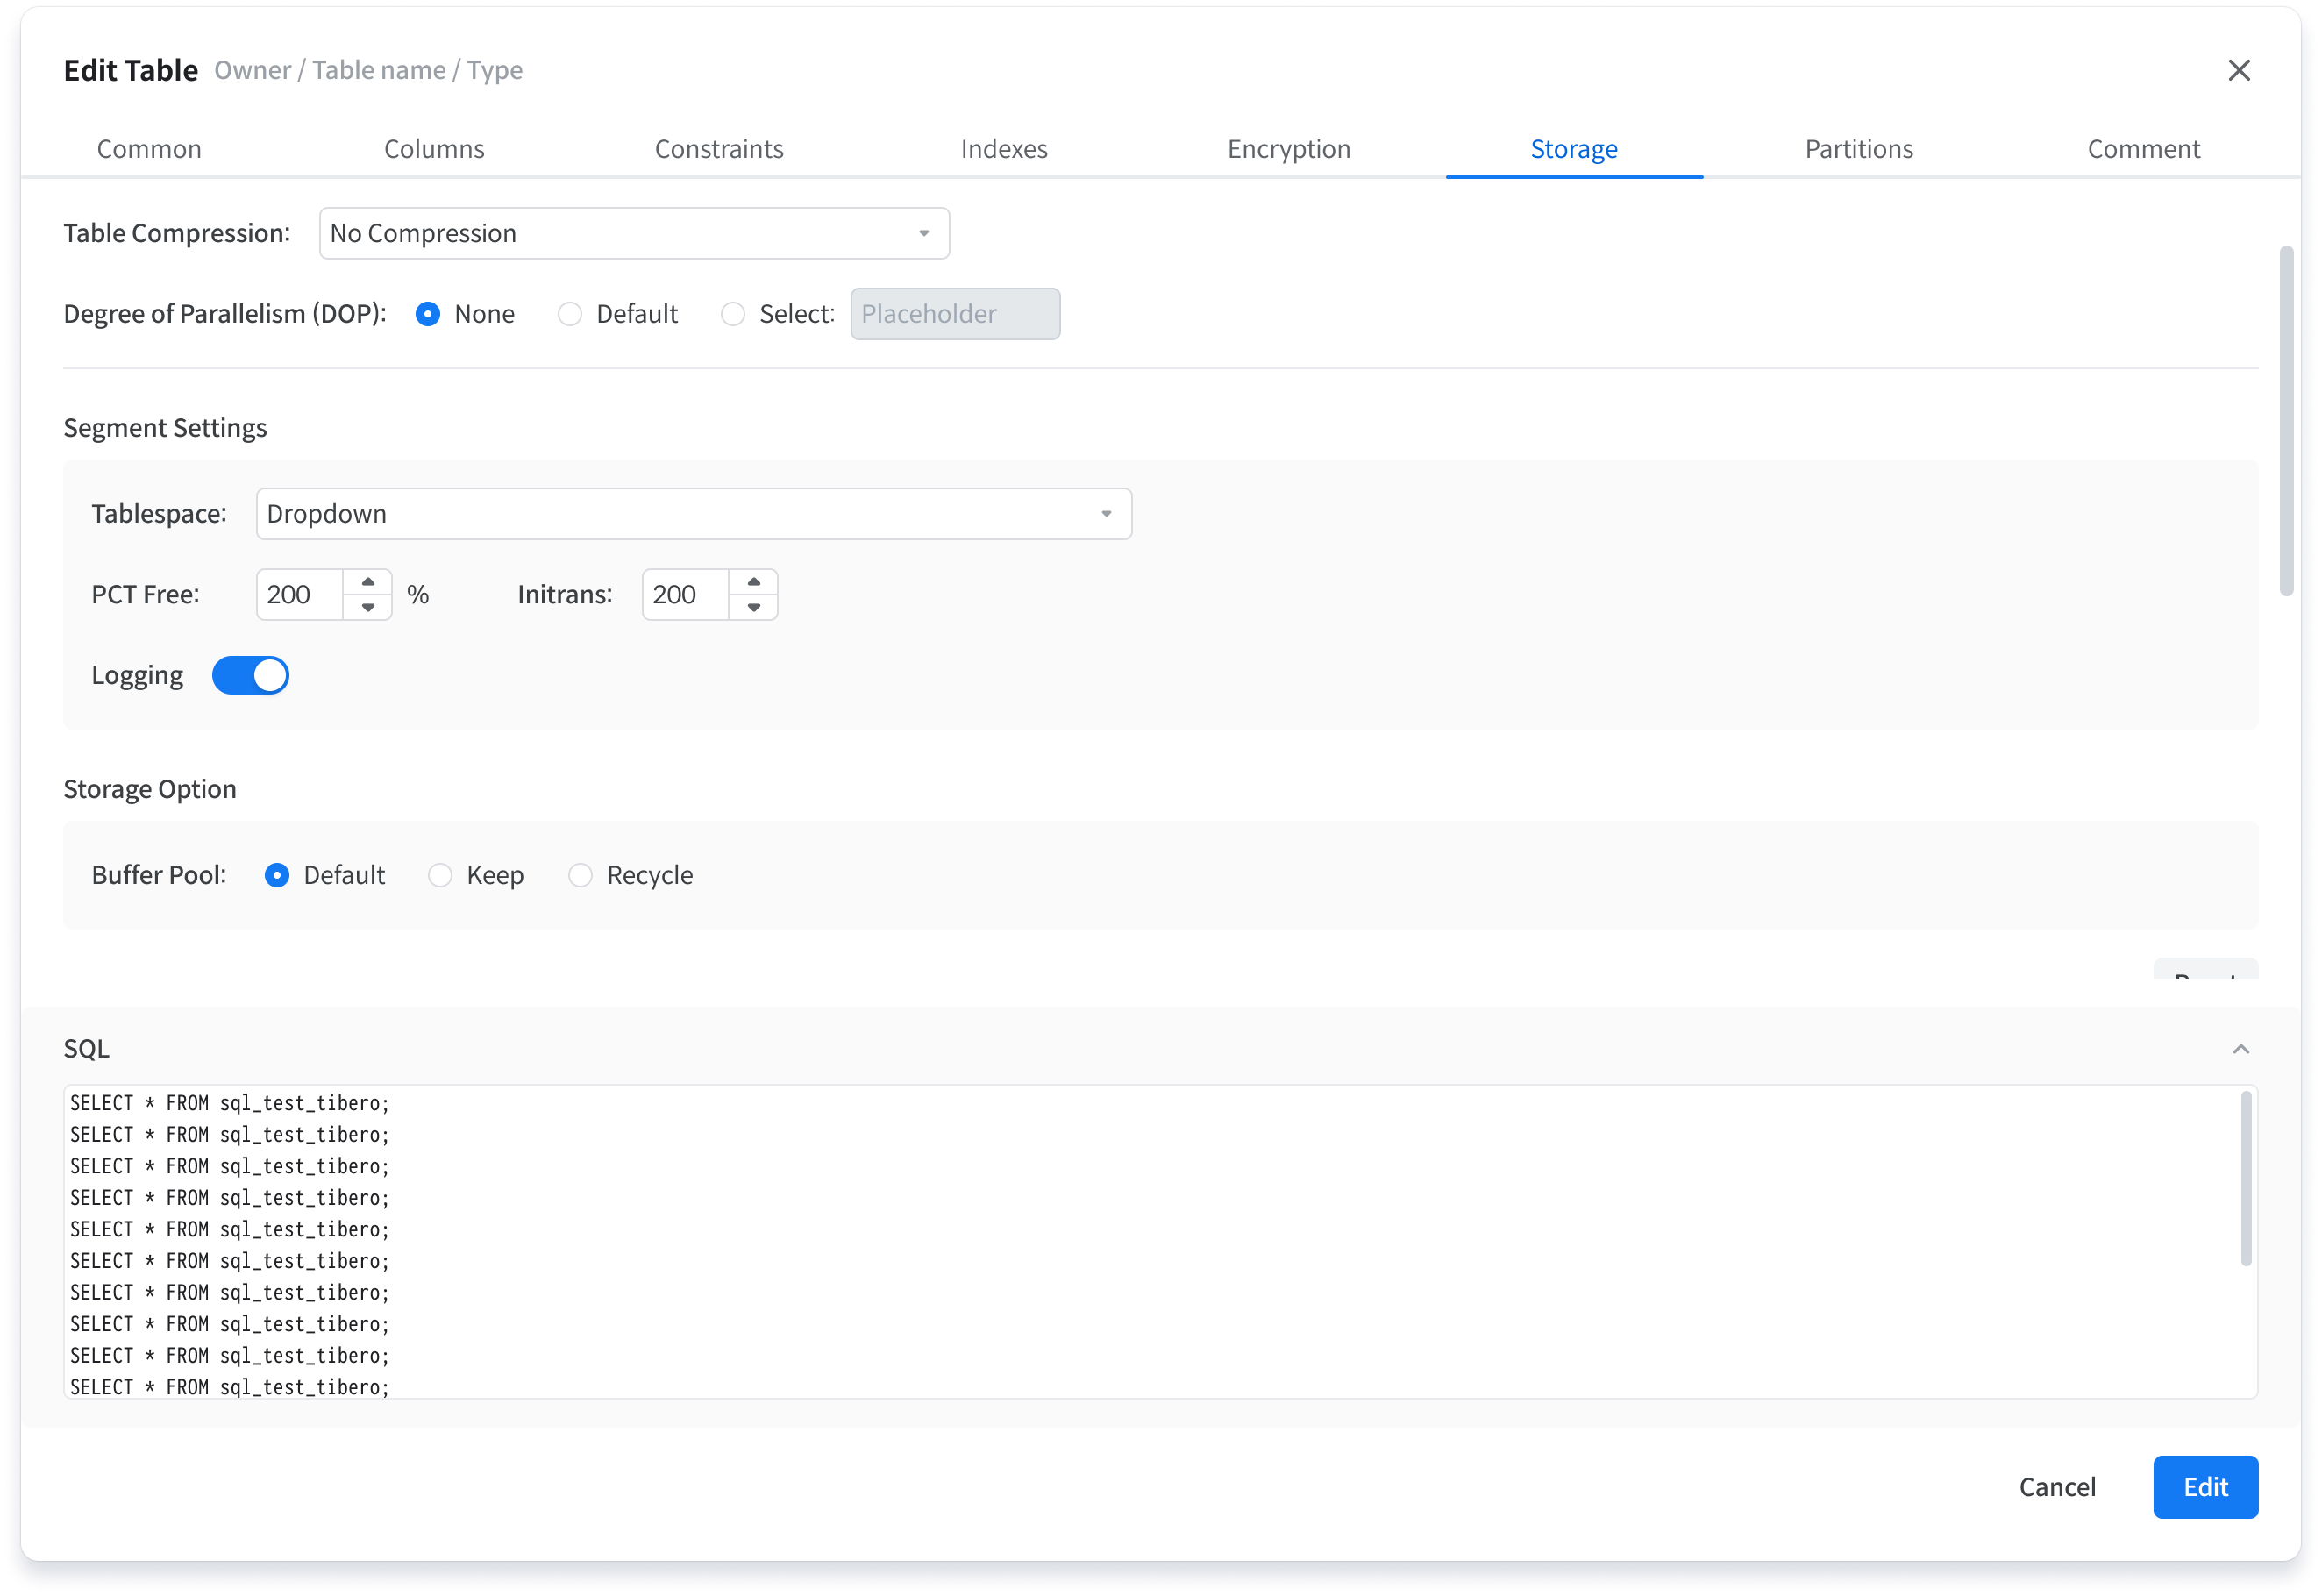 Edit Table Owner / Table name / Type
Common Columns Constraints Indexes Encryption Storage Partitions Comment
Table Compression: No Compression
Degree of Parallelism (DOP): None Default Select: Placeholder
Segment Settings
Tablespace: Dropdown
PCT Free: 200 % Initrans: 200
Logging
Storage Option
Buffer Pool: Default Keep Recycle
SQL
SELECT * FROM sql_test_tibero;
SELECT * FROM sql_test_tibero;
SELECT * FROM sql_test_tibero;
SELECT * FROM sql_test_tibero;
SELECT * FROM sql_test_tibero;
SELECT * FROM sql_test_tibero;
SELECT * FROM sql_test_tibero;
SELECT * FROM sql_test_tibero;
SELECT * FROM sql_test_tibero;
SELECT * FROM sql_test_tibero;
Cancel Edit